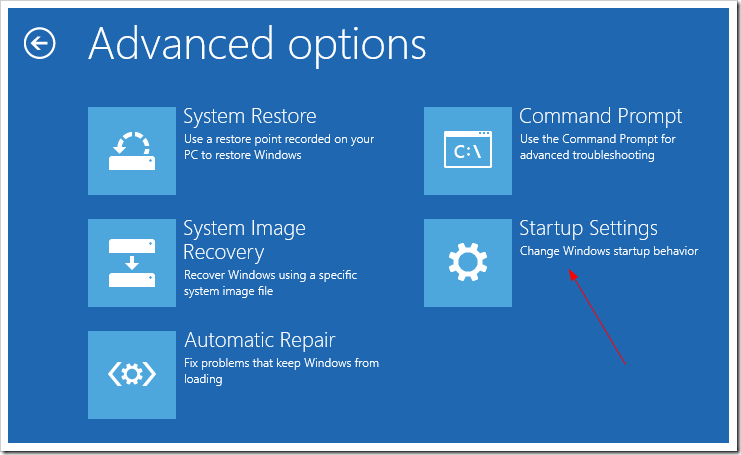 Advanced options
System Restore
Use a restore point recorded on your
PC to restore Windows
System Image
Recovery
Recover Windows using a specific
system image file
Automatic Repair
Fix problems that keep Windows from
loading
Command Prompt
Use the Command Prompt for
advanced troubleshooting
C:\
Startup Settings
Change Windows startup behavior